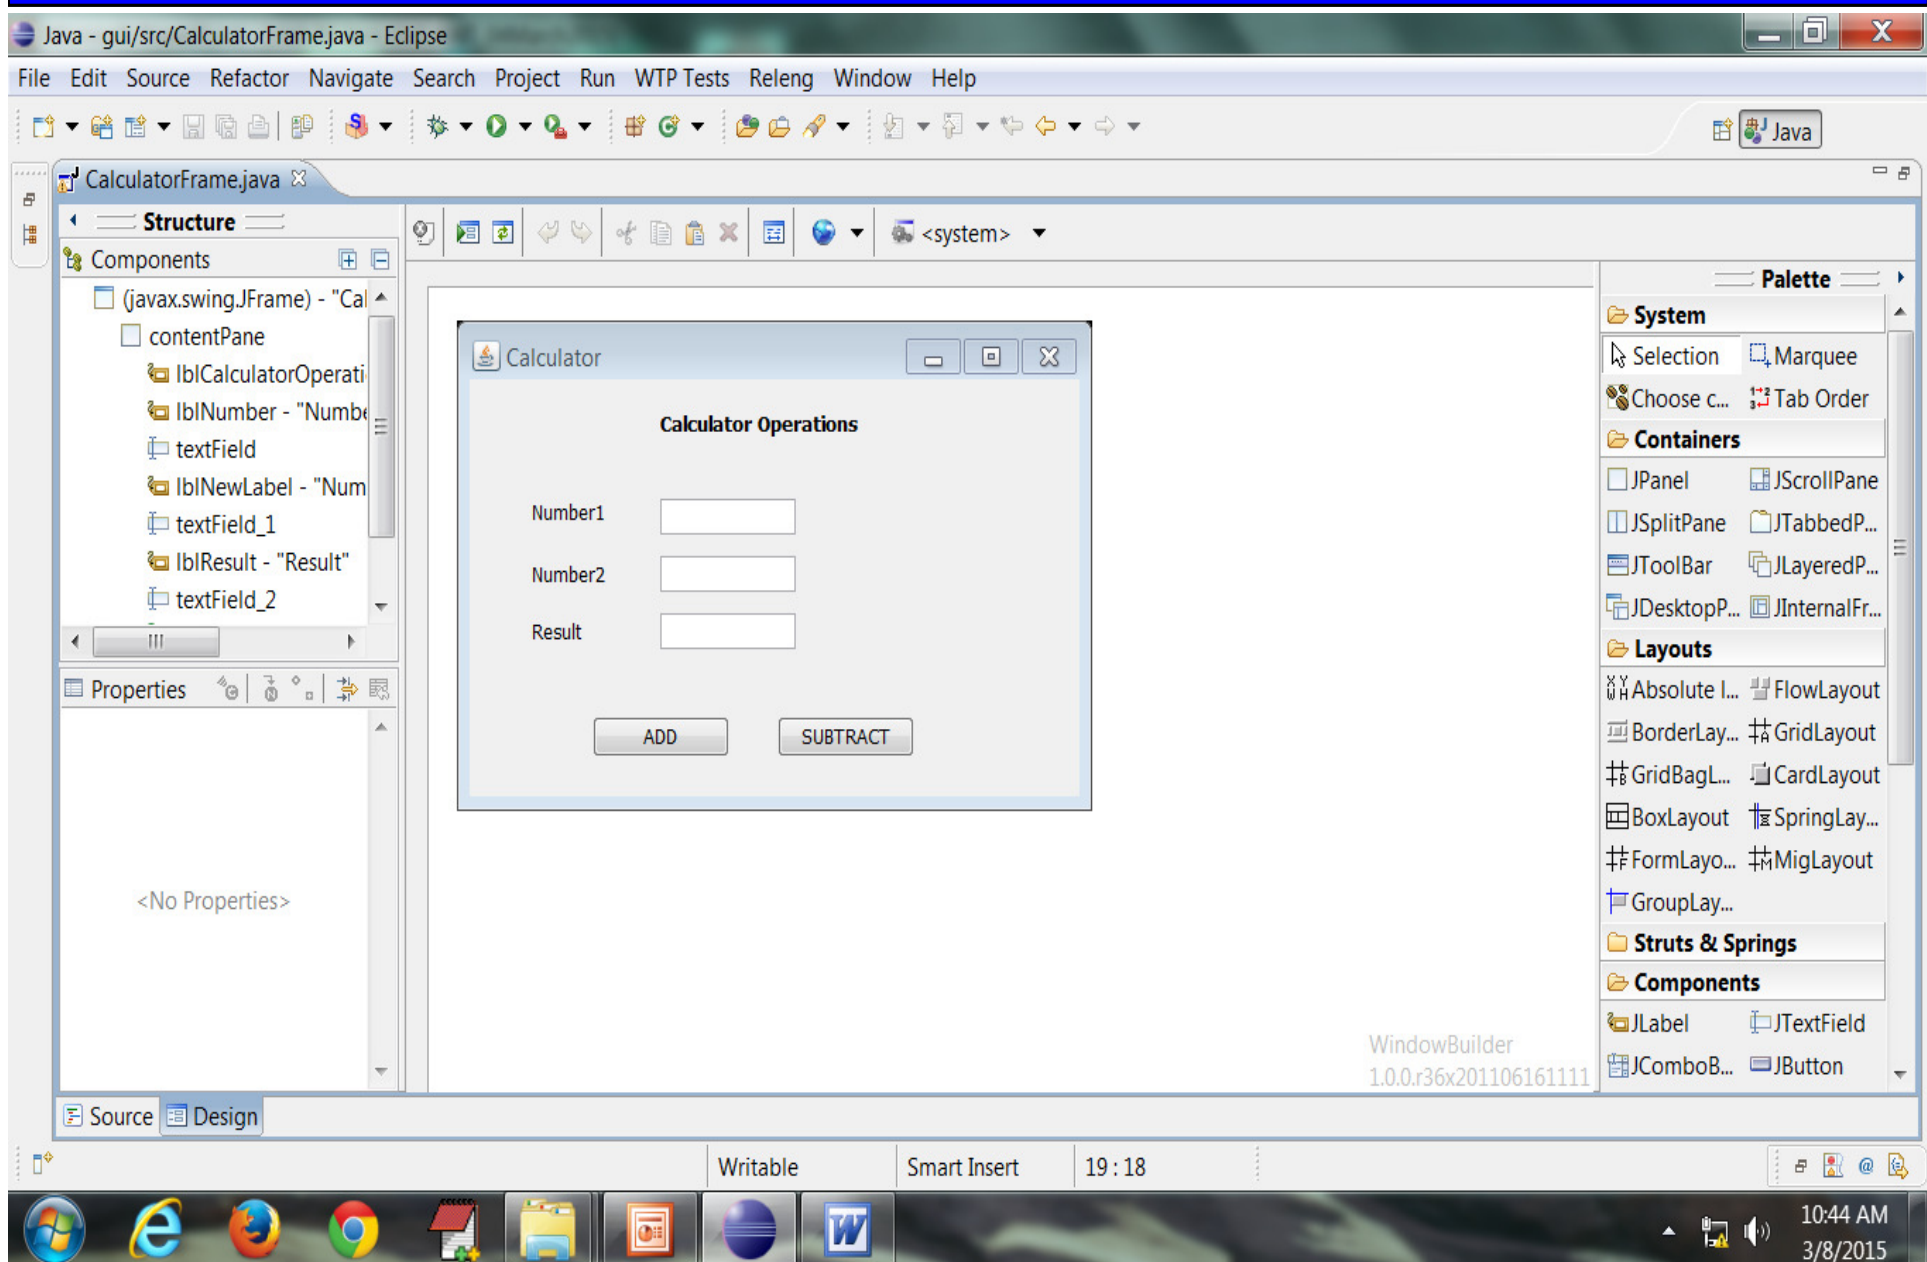 Java - gui/src/CalculatorFrame.java - Eclipse
File Edit Source Refactor Navigate Search Project Run WTP Tests Releng Window Help
Java
CalculatorFrame.java
Structure
<system>
Components
(javax.swing.JFrame) - "Cal
contentPane
lblCalculatorOperati
lblNumber - "Numbe
textField
lblNewLabel - "Num
textField_1
lblResult - "Result"
textField_2
Properties
<No Properties>
Calculator
Calculator Operations
Number1
Number2
Result
ADD SUBTRACT
WindowBuilder
1.0.0.r36x201106161111
Palette
System
Selection Marquee
Choose c... Tab Order
Containers
JPanel JScrollPane
JSplitPane JTabbedP...
JToolBar JLayeredP...
JDesktopP... JInternalFr...
Layouts
Absolute l... FlowLayout
BorderLay... GridLayout
GridBagL... CardLayout
BoxLayout SpringLay...
FormLayo... MigLayout
GroupLay...
Struts & Springs
Components
JLabel JTextField
JComboB... JButton
Source Design
Writable Smart Insert 19 : 18
10:44 AM
3/8/2015